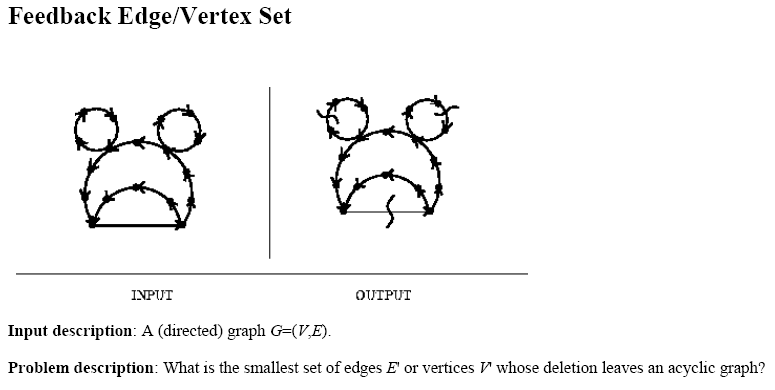 Feedback Edge/Vertex Set
INPUT
OUTPUT
Input description: A (directed) graph G=(V,E).
Problem description: What is the smallest set of edges E' or vertices V' whose deletion leaves an acyclic graph?